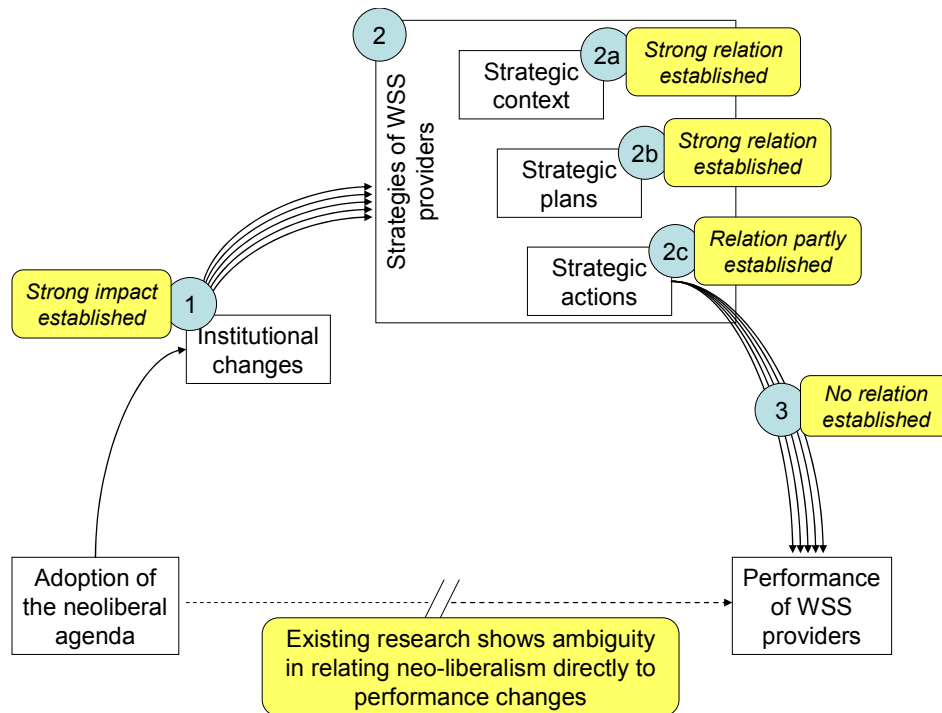 2
Strategies of WSS
providers
Strategic
context
2a
Strong relation
established
Strategic
plans
2b
Strong relation
established
Strategic
actions
2c
Relation partly
established
Strong impact
established
1
Institutional
changes
3
No relation
established
Adoption of
the neoliberal
agenda
Performance
of WSS
providers
Existing research shows ambiguity
in relating neo-liberalism directly to
performance changes